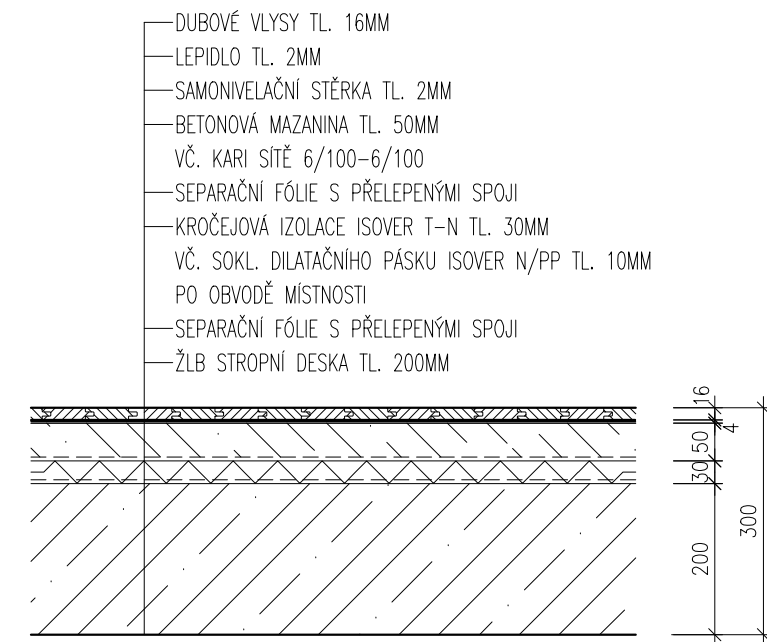 DUBOVÉ VLYSY TL. 16MM
LEPIDLO TL. 2MM
SAMONIVELAČNÍ STĚRKA TL. 2MM
BETONOVÁ MAZANINA TL. 50MM
VČ. KARI SÍTĚ 6/100-6/100
SEPARAČNÍ FÓLIE S PŘELEPENÝMI SPOJI
KROČEJOVÁ IZOLACE ISOVER T-N TL. 30MM
VČ. SOKL. DILATAČNÍHO PÁSKU ISOVER N/PP TL. 10MM
PO OBVODĚ MÍSTNOSTI
SEPARAČNÍ FÓLIE S PŘELEPENÝMI SPOJI
ŽLB STROPNÍ DESKA TL. 200MM
16
4
50
30
200
300